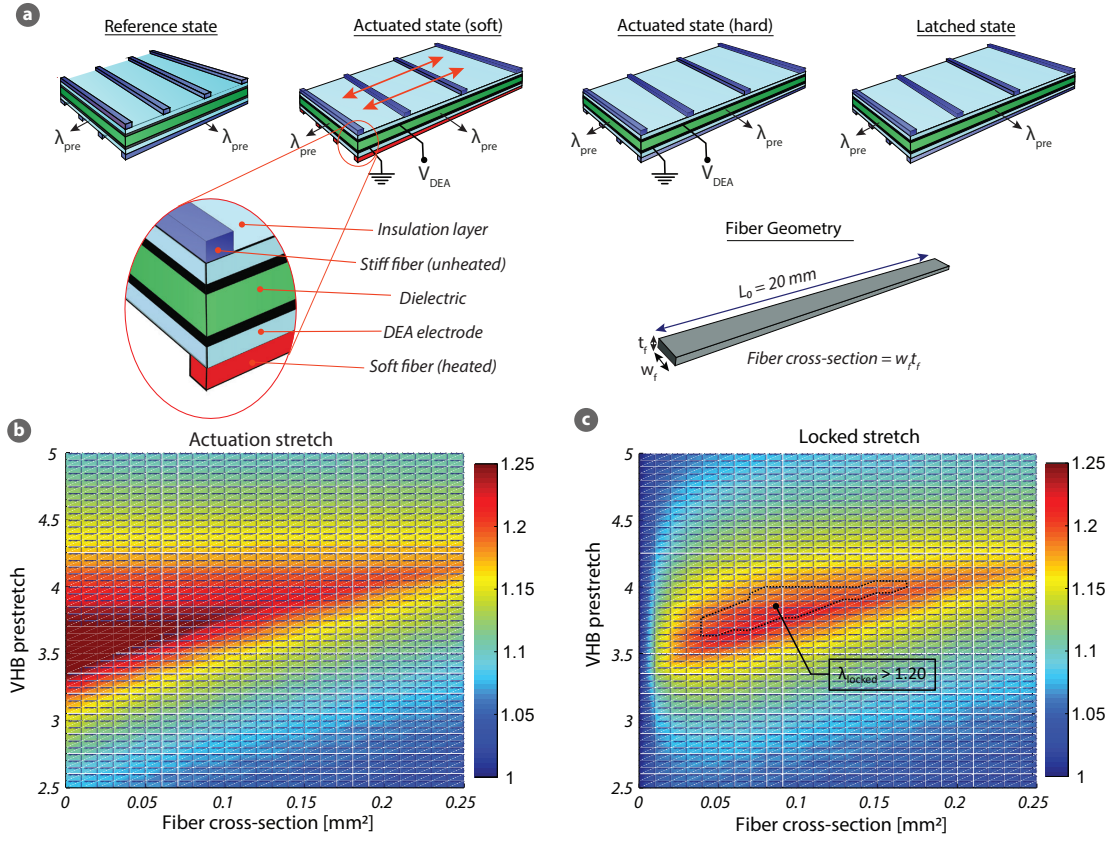 a
Reference state
Actuated state (soft)
Actuated state (hard)
Latched state
λpre
λpre
λpre
λpre
VDEA
λpre
λpre
VDEA
λpre
λpre
Insulation layer
Stiff fiber (unheated)
Dielectric
DEA electrode
Soft fiber (heated)
Fiber Geometry
L0 = 20 mm
tf
wf
Fiber cross-section = wftf
b
Actuation stretch
5
4.5
4
3.5
3
2.5
VHB prestretch
0
0.05
0.1
0.15
0.2
0.25
Fiber cross-section [mm²]
1.25
1.2
1.15
1.1
1.05
1
c
Locked stretch
5
4.5
4
3.5
3
2.5
VHB prestretch
λlocked > 1.20
0
0.05
0.1
0.15
0.2
0.25
Fiber cross-section [mm²]
1.25
1.2
1.15
1.1
1.05
1